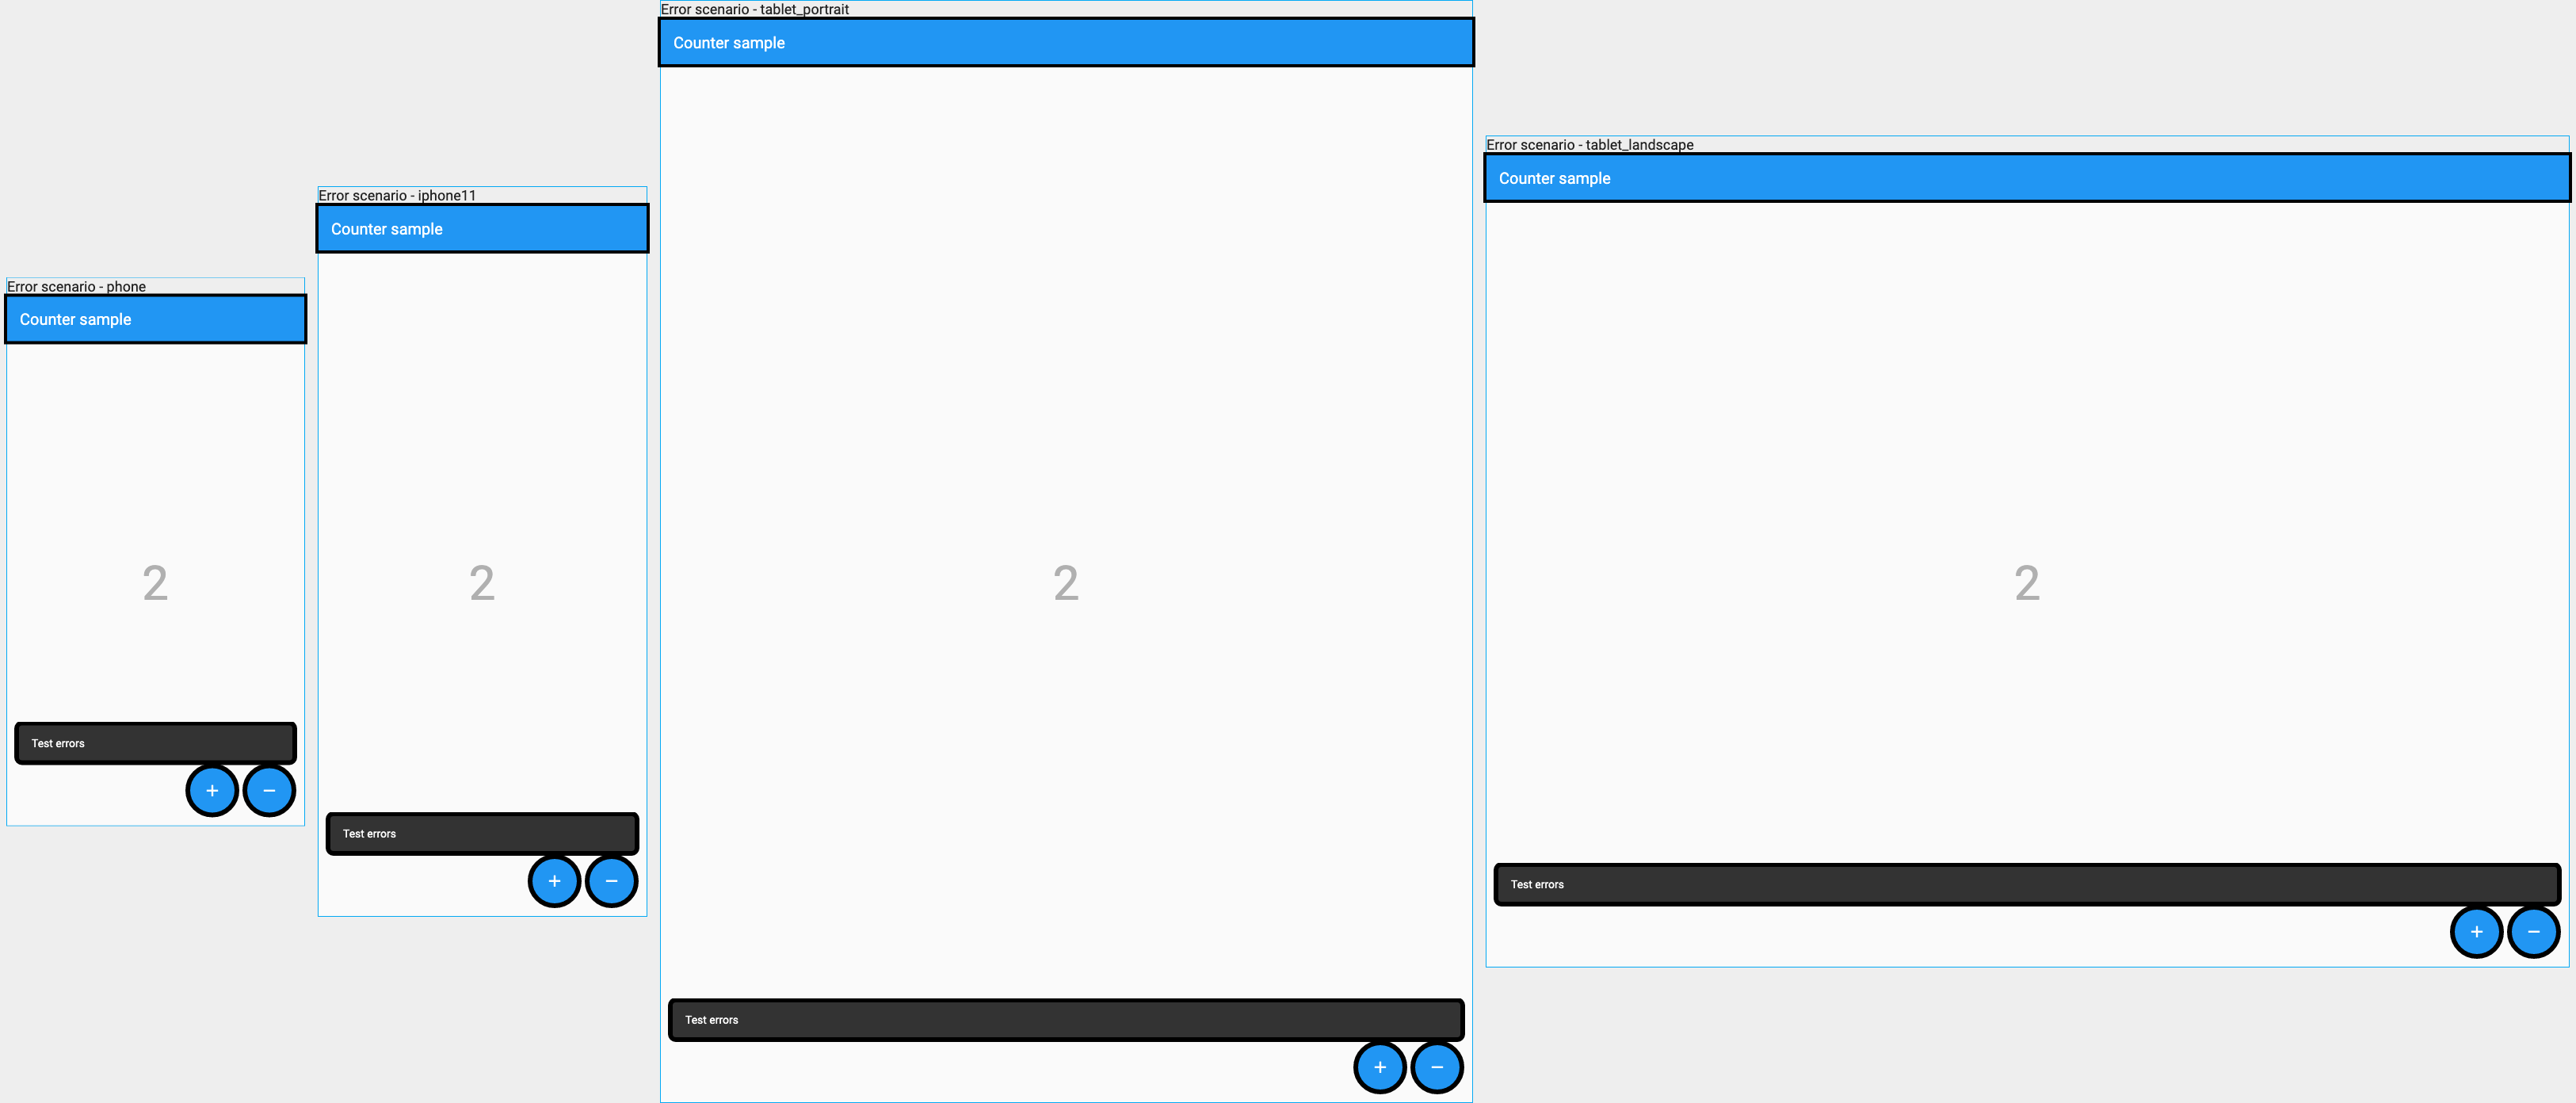 Error scenario - phone
Counter sample
2
Test errors
+ −
Error scenario - iphone11
Counter sample
2
Test errors
+ −
Error scenario - tablet_portrait
Counter sample
2
Test errors
+ −
Error scenario - tablet_landscape
Counter sample
2
Test errors
+ −